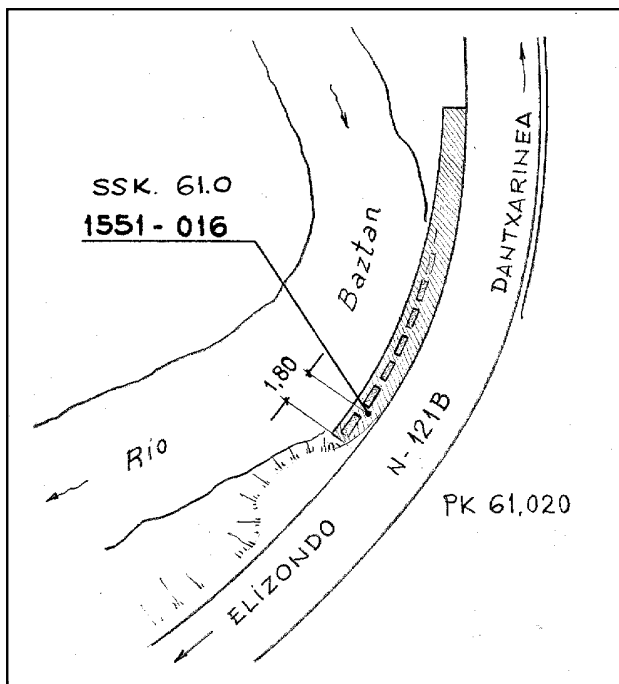 SSK. 61.0
1551-016
Baztan
DANTXARINEA
1,80
Río
N-121B
PK 61,020
ELIZONDO